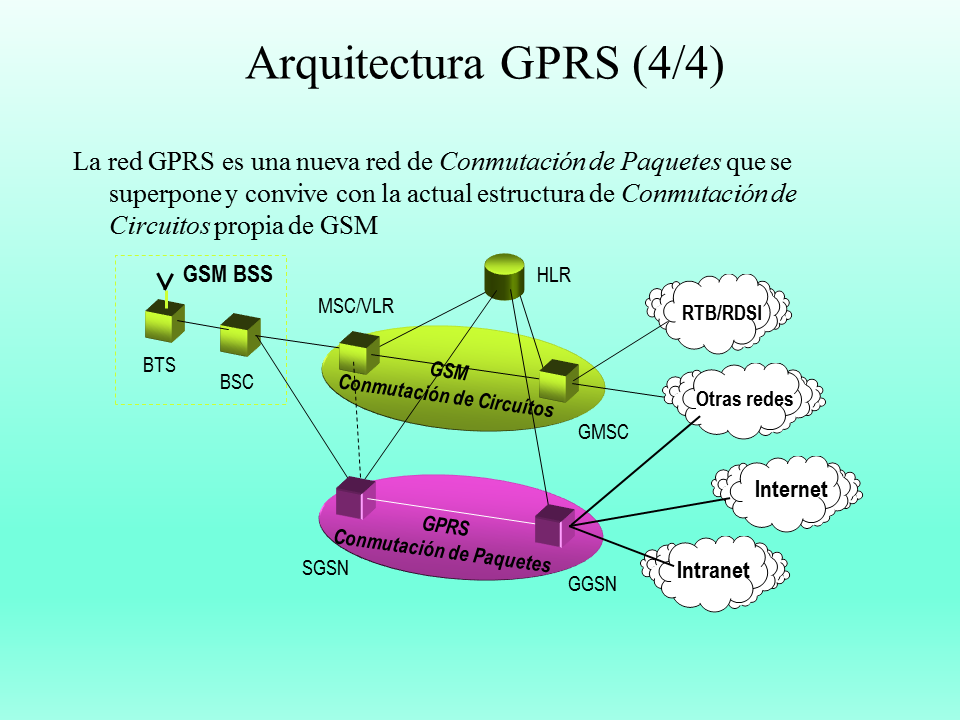 Arquitectura GPRS (4/4)
La red GPRS es una nueva red de Conmutación de Paquetes que se
superpone y convive con la actual estructura de Conmutación de
Circuitos propia de GSM
GSM BSS
HLR
MSC/VLR
RTB/RDSI
BTS
BSC
GSM
Conmutación de Circuítos
Otras redes
GMSC
Internet
GPRS
Conmutación de Paquetes
SGSN
GGSN
Intranet